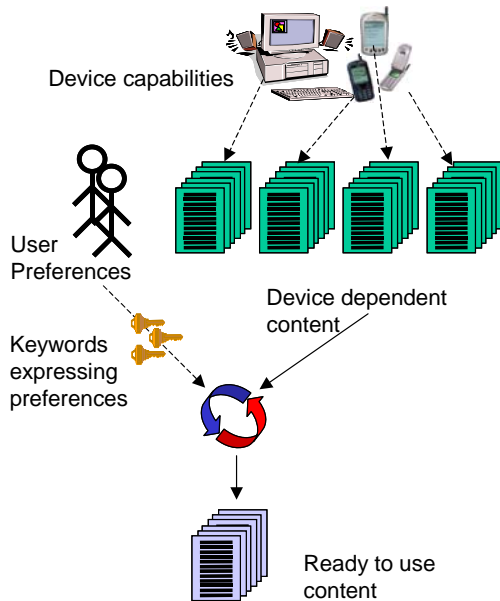 Device capabilities
User
Preferences
Device dependent
content
Keywords
expressing
preferences
Ready to use
content